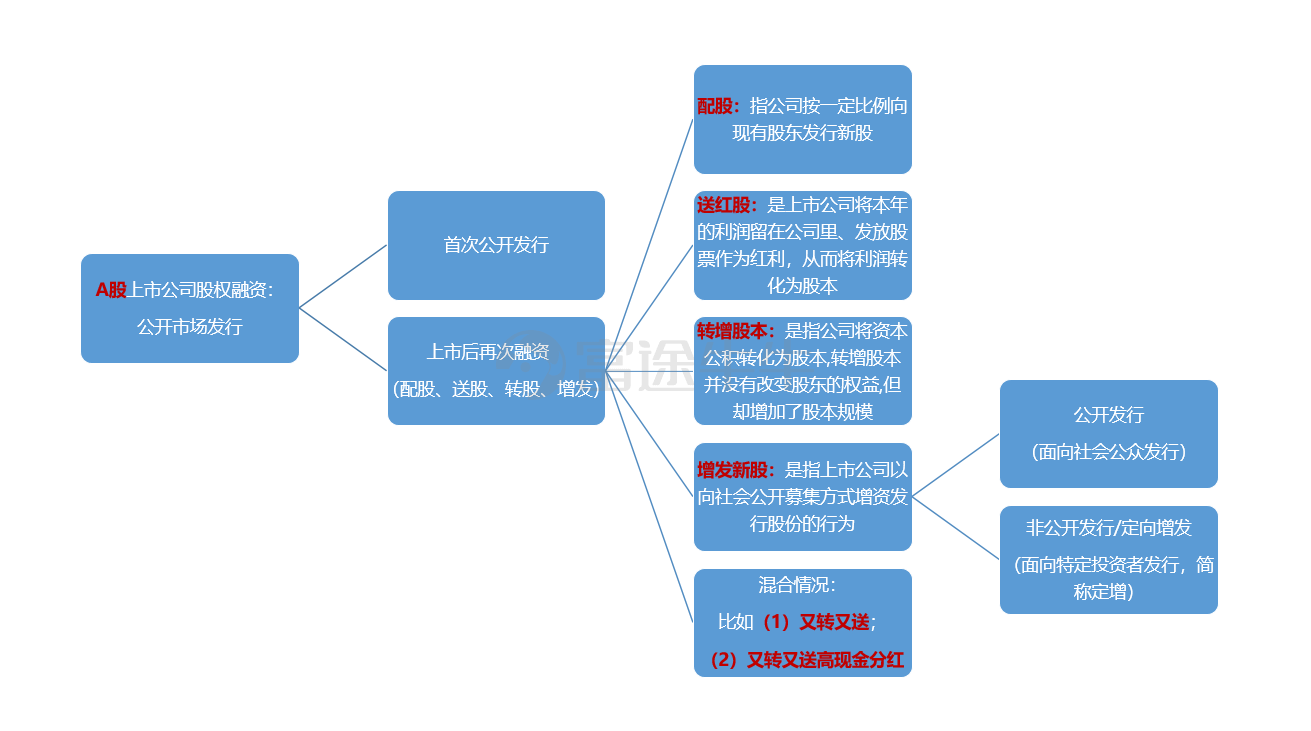 A股上市公司股权融资：
公开市场发行
首次公开发行
上市后再次融资
（配股、送股、转股、增发）
配股：指公司按一定比例向
现有股东发行新股
送红股：是上市公司将本年
的利润留在公司里、发放股
票作为红利，从而将利润转
化为股本
转增股本：是指公司将资本
公积转化为股本,转增股本
并没有改变股东的权益,但
却增加了股本规模
增发新股：是指上市公司以
向社会公开募集方式增资发
行股份的行为
混合情况：
比如（1）又转又送；
（2）又转又送高现金分红
公开发行
（面向社会公众发行）
非公开发行/定向增发
（面向特定投资者发行，简
称定增）
富途